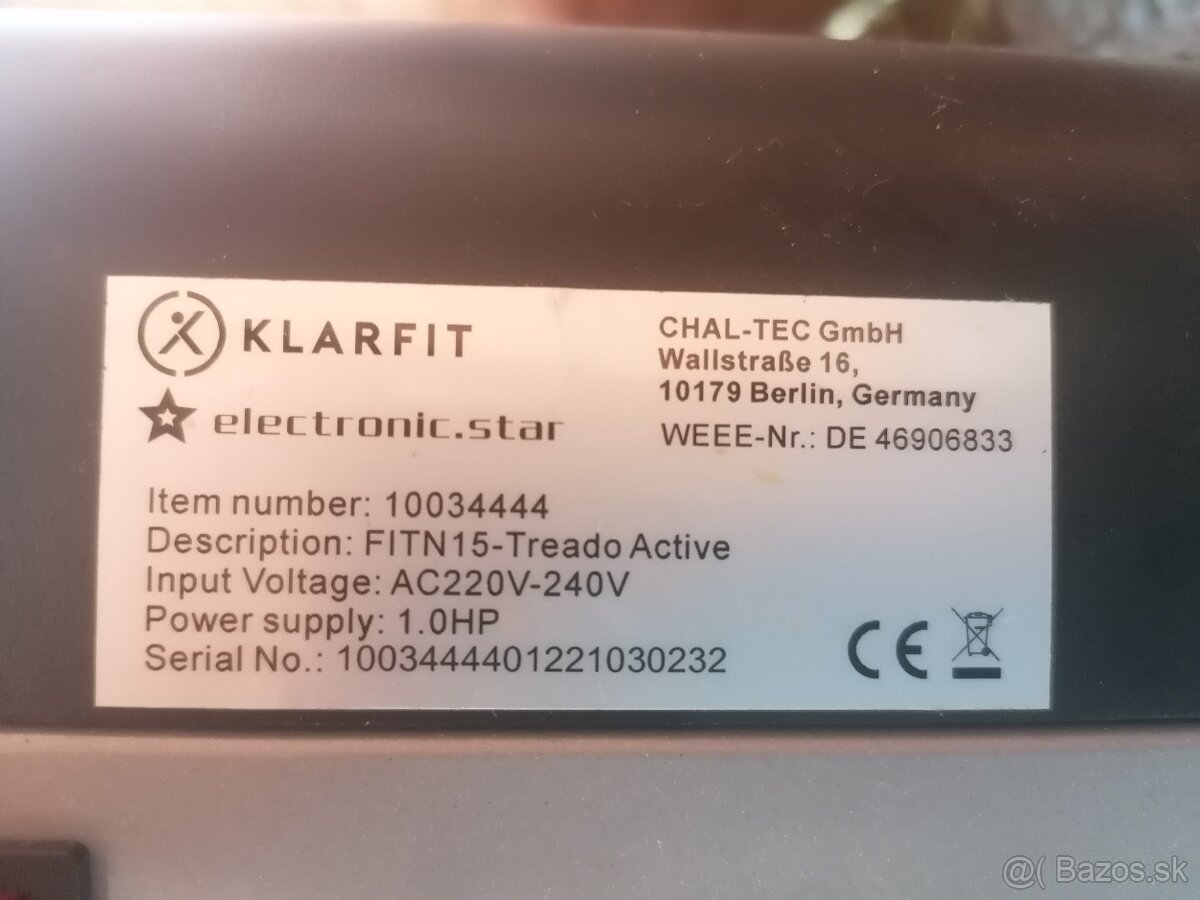 KLARFIT
electronic.star
CHAL-TEC GmbH
Wallstraße 16,
10179 Berlin, Germany
WEEE-Nr.: DE 46906833
Item number: 10034444
Description: FITN15-Treado Active
Input Voltage: AC220V-240V
Power supply: 1.0HP
Serial No.: 1003444401221030232
CE
@( Bazos.sk